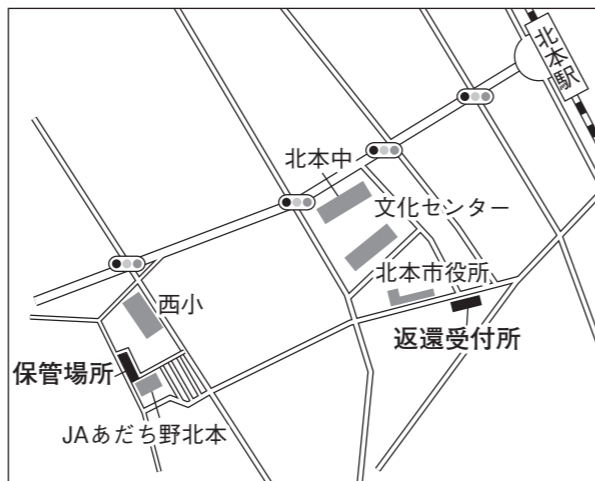 北本駅
北本中
文化センター
北本市役所
西小
返還受付所
保管場所
JAあだち野北本